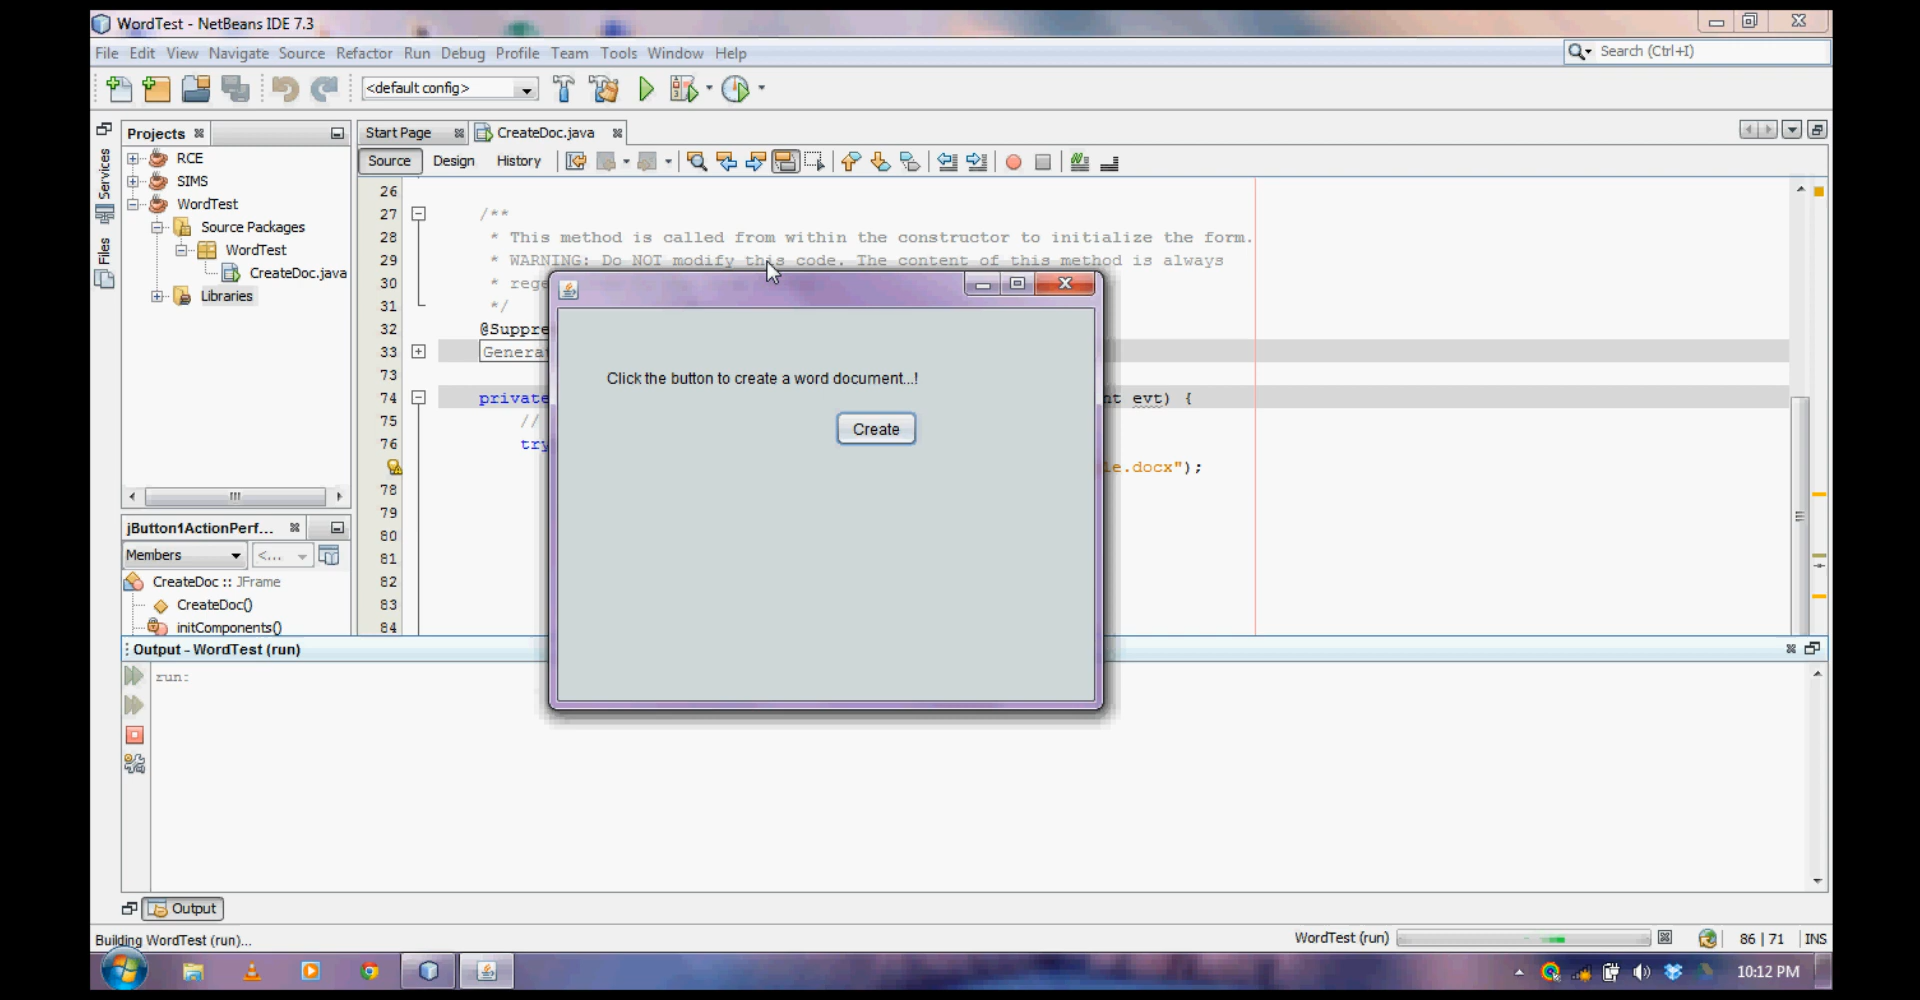 WordTest - NetBeans IDE 7.3
File Edit View Navigate Source Refactor Run Debug Profile Team Tools Window Help
Search (Ctrl+I)
<default config>
Services
Files
Projects
RCE
SIMS
WordTest
Source Packages
WordTest
CreateDoc.java
Libraries
Start Page
CreateDoc.java
Source Design History
26
27 /**
28 * This method is called from within the constructor to initialize the form.
29 * WARNING: Do NOT modify this code. The content of this method is always
30 * rege
31 */
32 @Suppre
33 Genera
73
74 private nt evt) {
75 //
76 try
le.docx");
78
79
80
81
82
83
84
Click the button to create a word document...!
Create
jButton1ActionPerf...
Members <...
CreateDoc :: JFrame
CreateDoc()
initComponents()
Output - WordTest (run)
run:
Output
Building WordTest (run)...
WordTest (run)
86 | 71 INS
10:12 PM